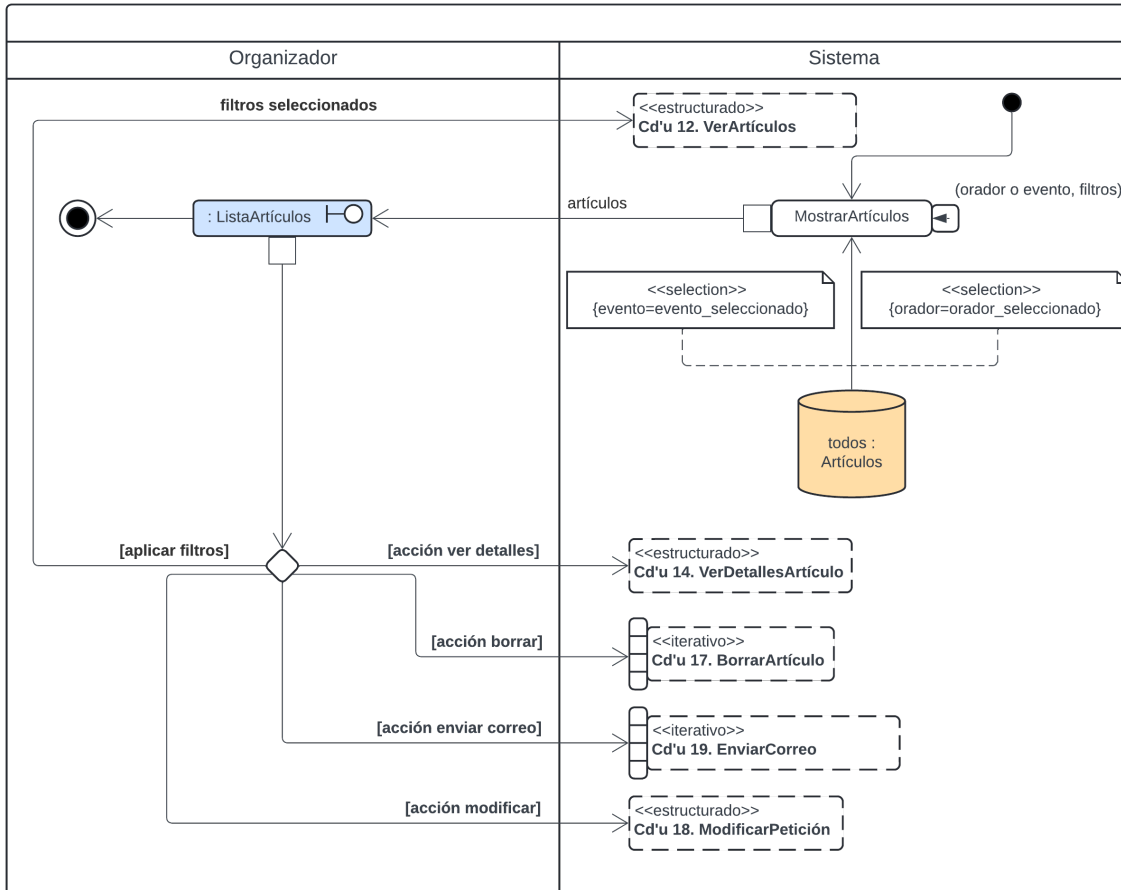 Organizador
Sistema
filtros seleccionados
<<estructurado>>
Cd'u 12. VerArtículos
(orador o evento, filtros)
: ListaArtículos
artículos
MostrarArtículos
<<selection>>
{evento=evento_seleccionado}
<<selection>>
{orador=orador_seleccionado}
todos :
Artículos
[aplicar filtros]
[acción ver detalles]
<<estructurado>>
Cd'u 14. VerDetallesArtículo
[acción borrar]
<<iterativo>>
Cd'u 17. BorrarArtículo
[acción enviar correo]
<<iterativo>>
Cd'u 19. EnviarCorreo
[acción modificar]
<<estructurado>>
Cd'u 18. ModificarPetición